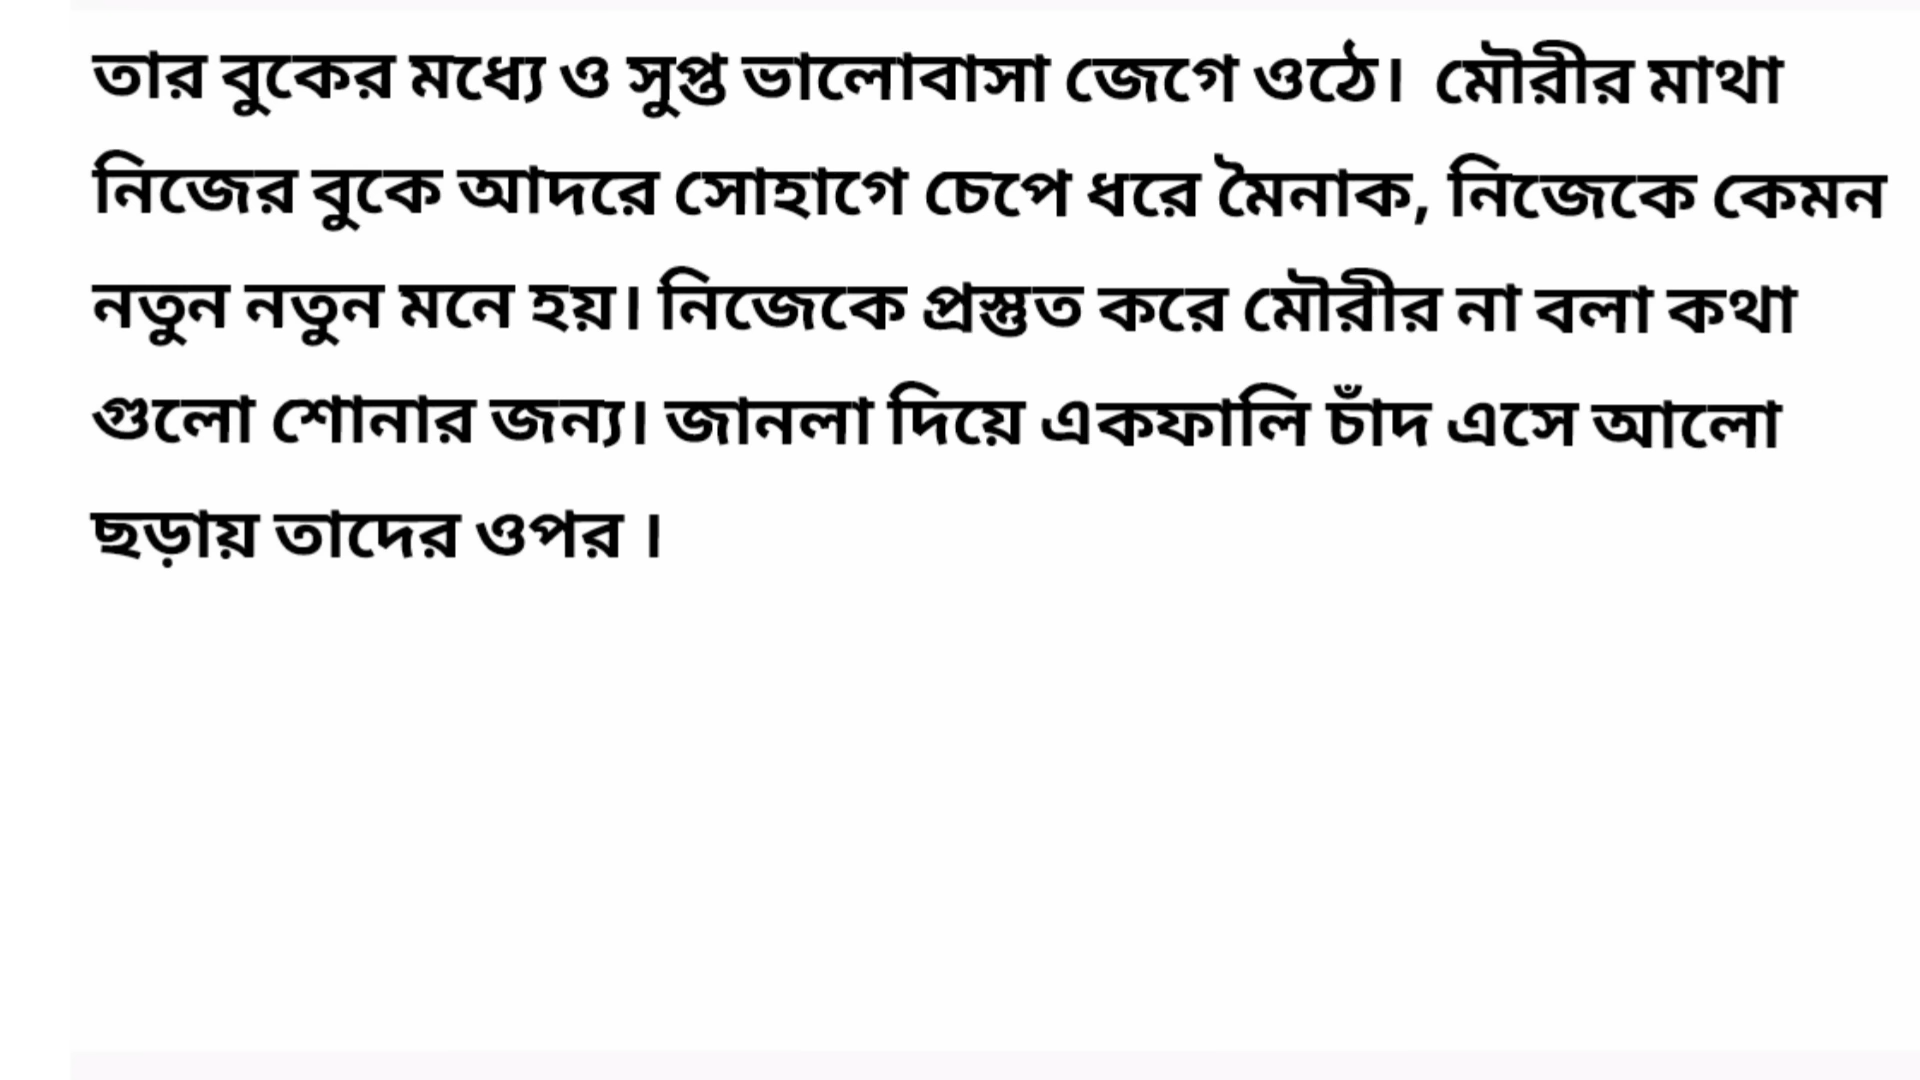 তার বুকের মধ্যে ও সুপ্ত ভালোবাসা জেগে ওঠে। মৌরীর মাথা
নিজের বুকে আদরে সোহাগে চেপে ধরে মৈনাক, নিজেকে কেমন
নতুন নতুন মনে হয়। নিজেকে প্রস্তুত করে মৌরীর না বলা কথা
গুলো শোনার জন্য। জানলা দিয়ে একফালি চাঁদ এসে আলো
ছড়ায় তাদের ওপর ।